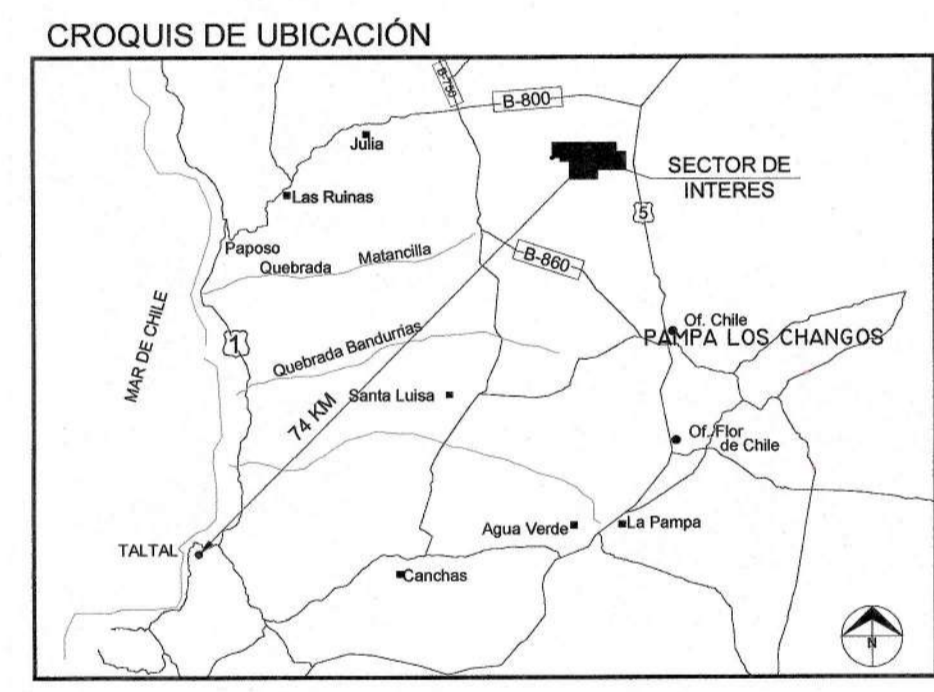 CROQUIS DE UBICACIÓN
B-750
B-800
Julia
SECTOR DE
INTERES
Las Ruinas
5
Paposo
Matancilla
Quebrada
B-860
MAR DE CHILE
Of. Chile
1
PAMPA LOS CHANGOS
Quebrada Bandurrias
Santa Luisa
74 KM
Of. Flor
de Chile
Agua Verde
La Pampa
TALTAL
Canchas
N